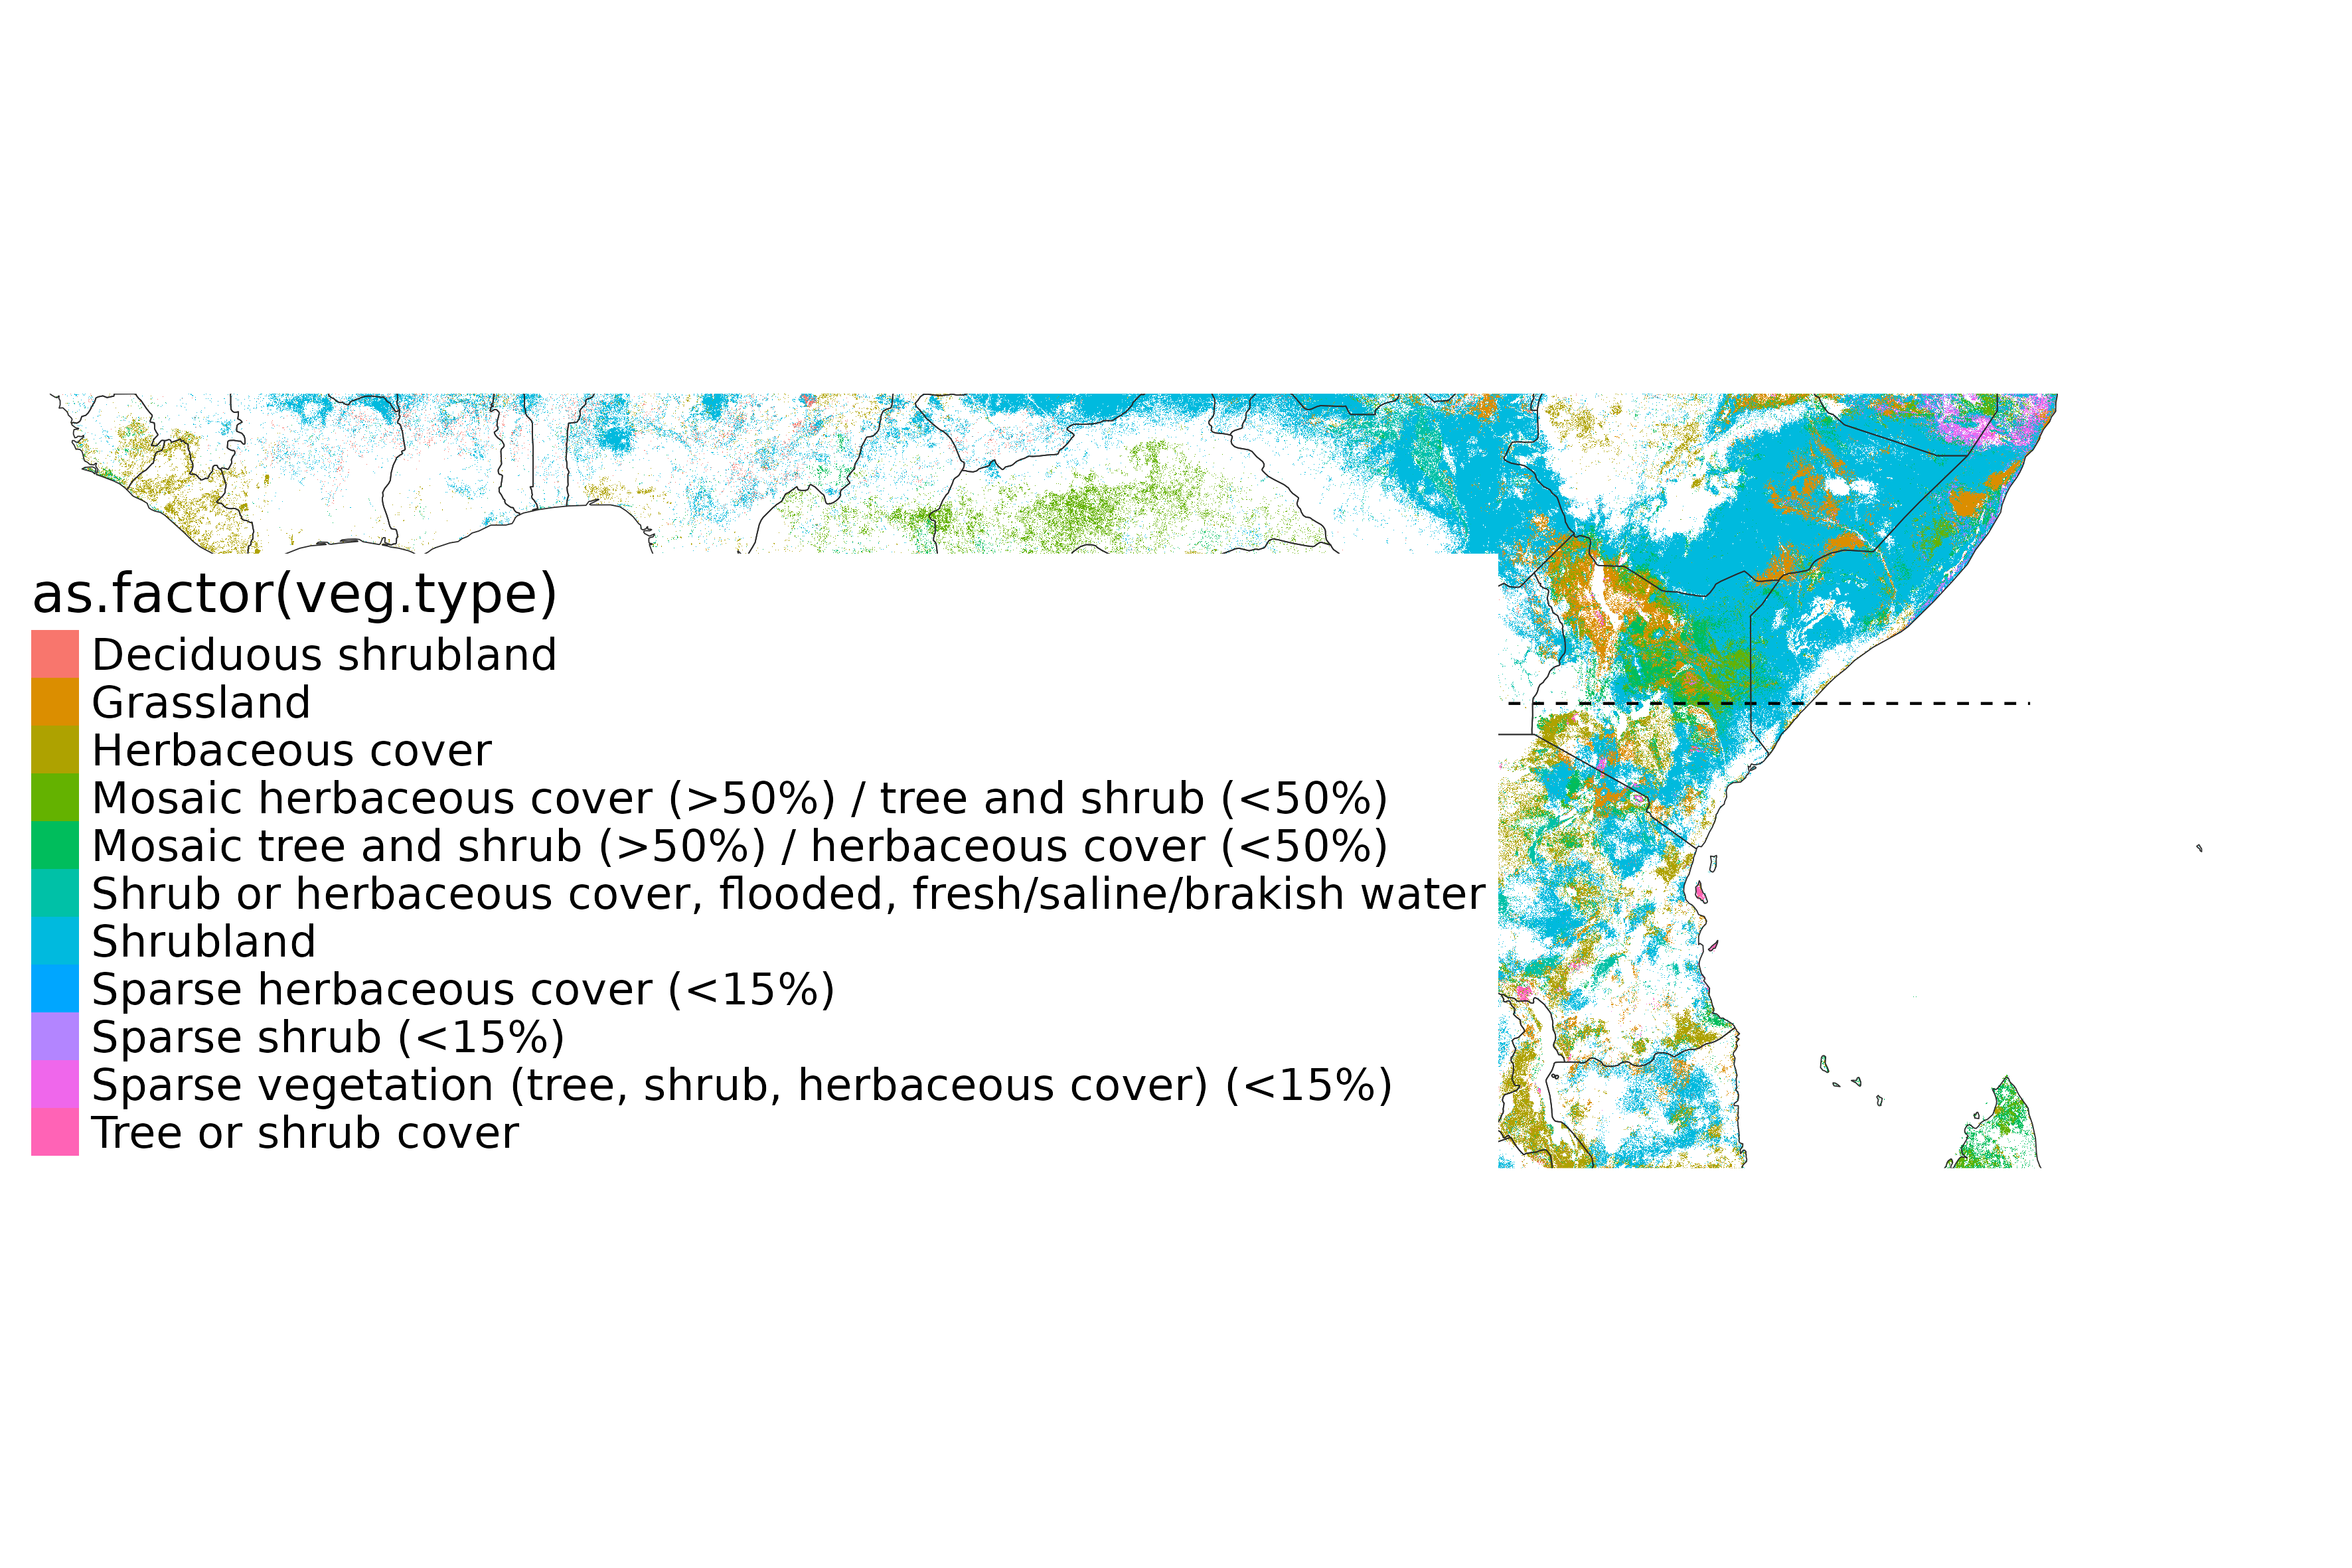 as.factor(veg.type)
Deciduous shrubland
Grassland
Herbaceous cover
Mosaic herbaceous cover (>50%) / tree and shrub (<50%)
Mosaic tree and shrub (>50%) / herbaceous cover (<50%)
Shrub or herbaceous cover, flooded, fresh/saline/brakish water
Shrubland
Sparse herbaceous cover (<15%)
Sparse shrub (<15%)
Sparse vegetation (tree, shrub, herbaceous cover) (<15%)
Tree or shrub cover